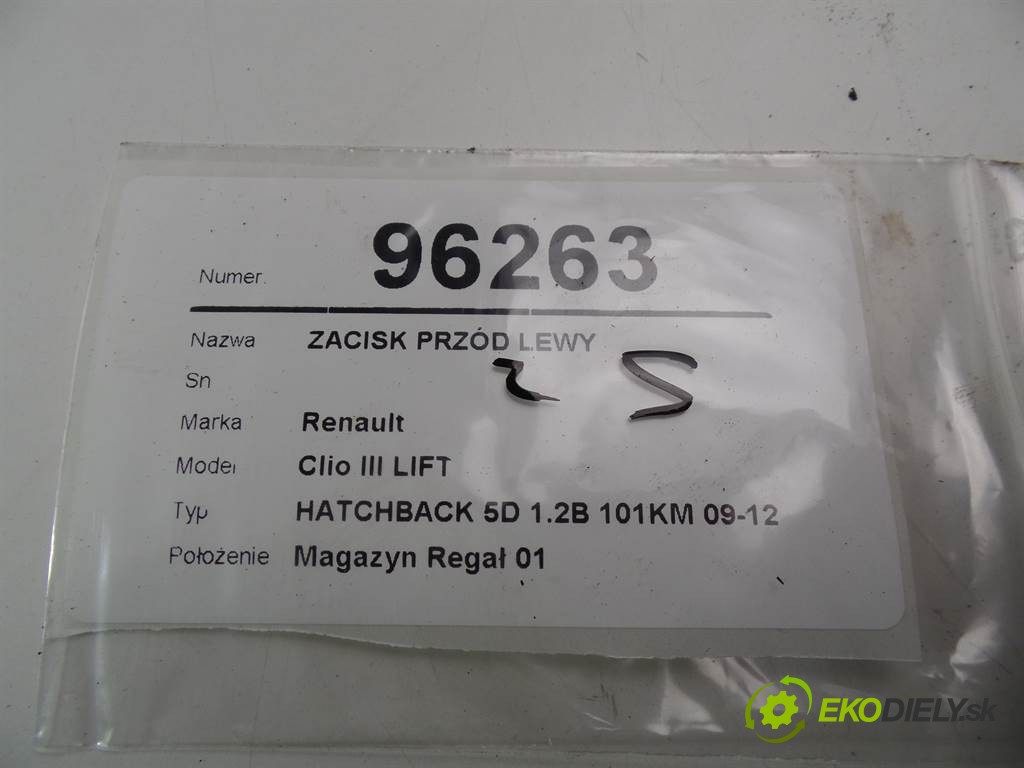 Numer. 96263
Nazwa ZACISK PRZÓD LEWY
Sn
Marka Renault
Model Clio III LIFT
Typ HATCHBACK 5D 1.2B 101KM 09-12
Położenie Magazyn Regał 01
EKODIELY.sk